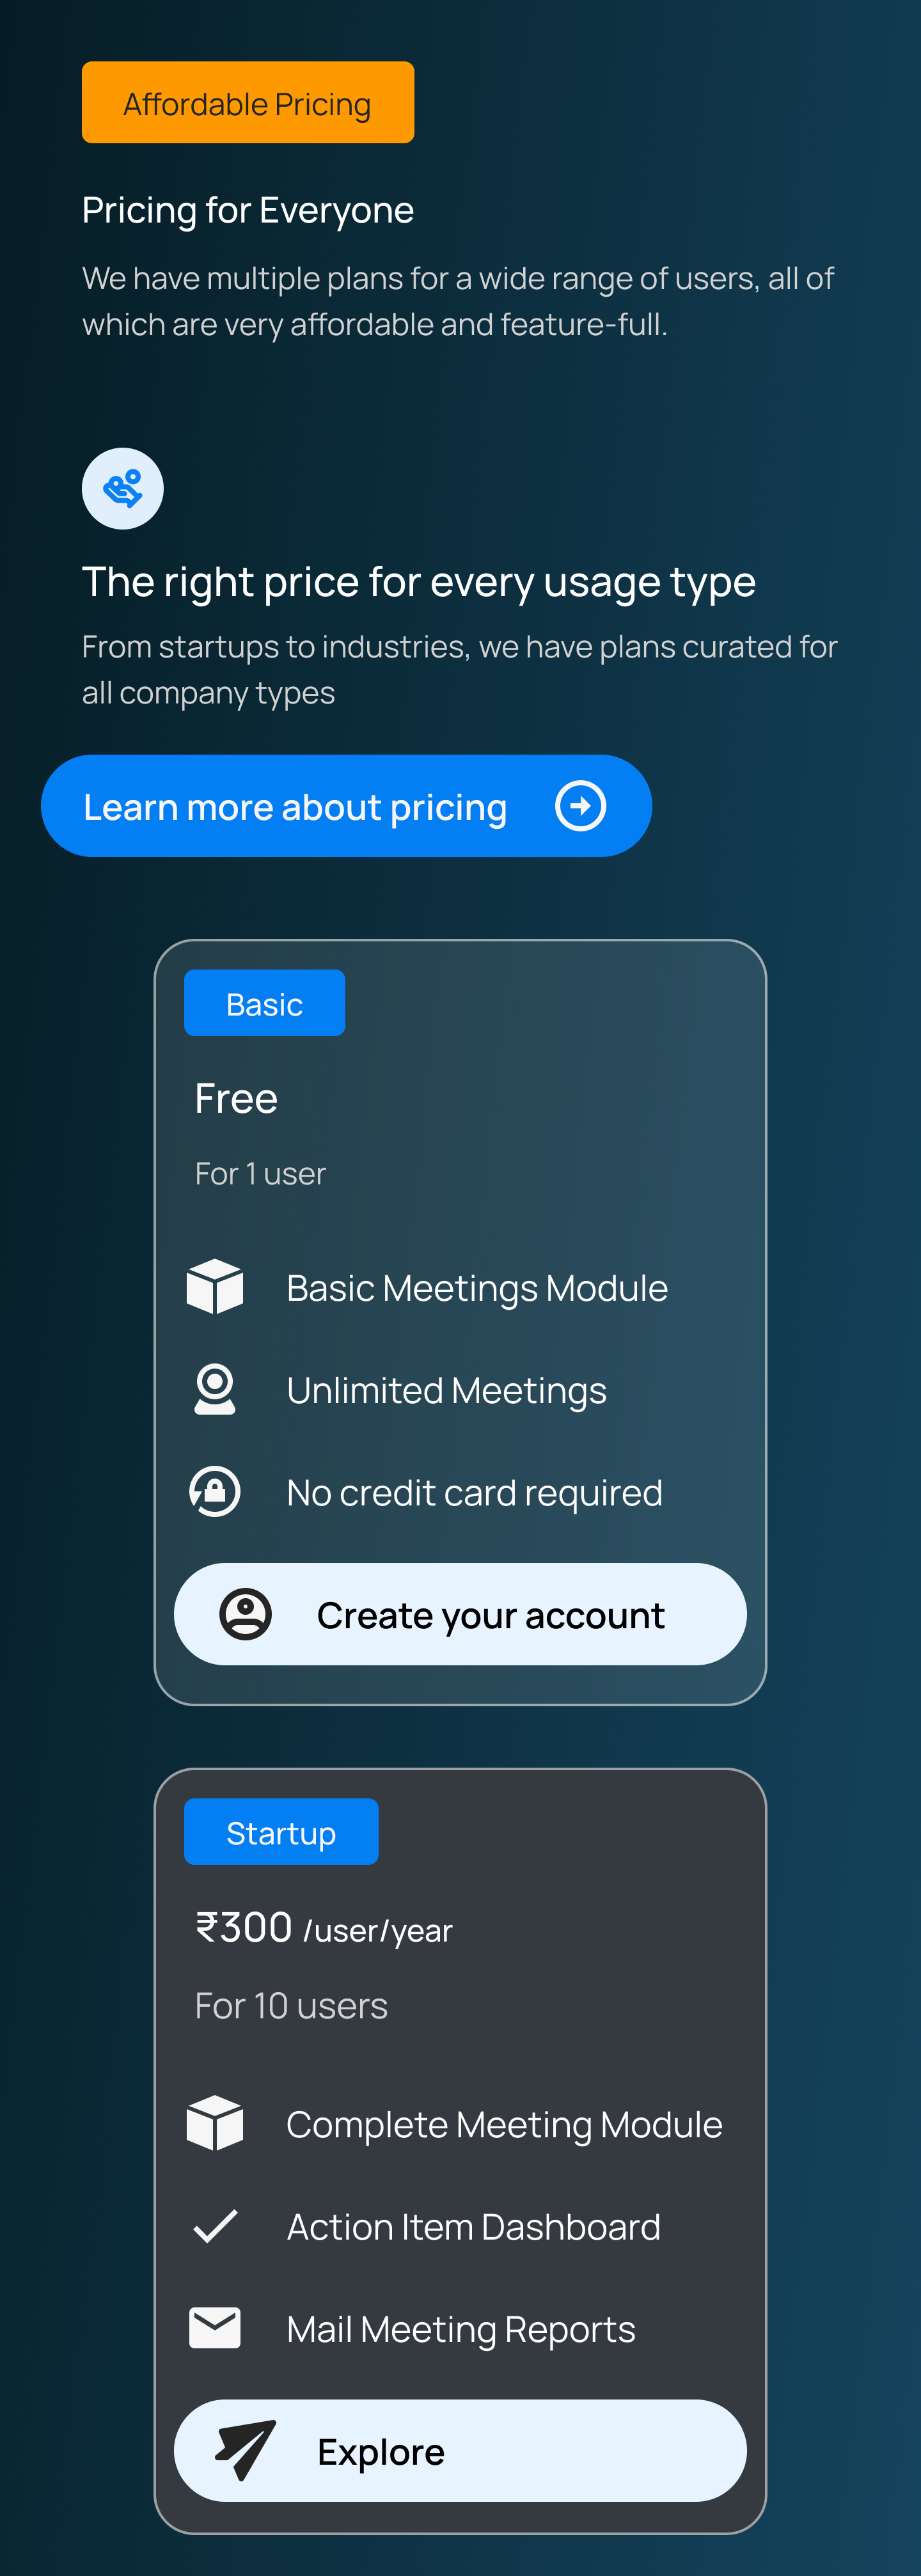 Affordable Pricing
Pricing for Everyone
We have multiple plans for a wide range of users, all of
which are very affordable and feature-full.
The right price for every usage type
From startups to industries, we have plans curated for
all company types
Learn more about pricing
Basic
Free
For 1 user
Basic Meetings Module
Unlimited Meetings
No credit card required
Create your account
Startup
₹300 /user/year
For 10 users
Complete Meeting Module
Action Item Dashboard
Mail Meeting Reports
Explore